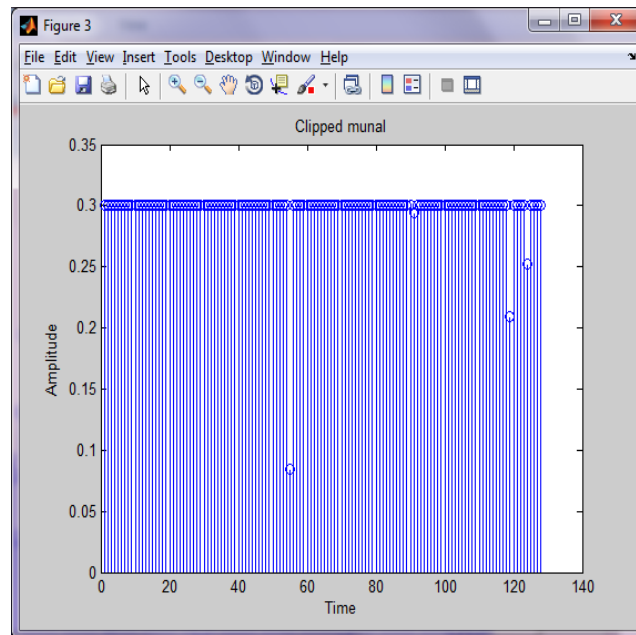 Figure 3
File Edit View Insert Tools Desktop Window Help
Clipped munal
0.35
0.3
0.25
0.2
0.15
0.1
0.05
0
Amplitude
0 20 40 60 80 100 120 140
Time